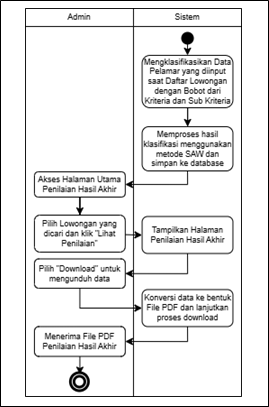 Admin
Sistem
Mengklasifikasikan Data
Pelamar yang diinput
saat Daftar Lowongan
dengan Bobot dari
Kriteria dan Sub Kriteria
Memproses hasil
klasifikasi menggunakan
metode SAW dan
simpan ke database
Akses Halaman Utama
Penilaian Hasil Akhir
Pilih Lowongan yang
dicari dan klik "Lihat
Penilaian"
Tampilkan Halaman
Penilaian Hasil Akhir
Pilih "Download" untuk
mengunduh data
Konversi data ke bentuk
File PDF dan lanjutkan
proses download
Menerima File PDF
Penilaian Hasil Akhir